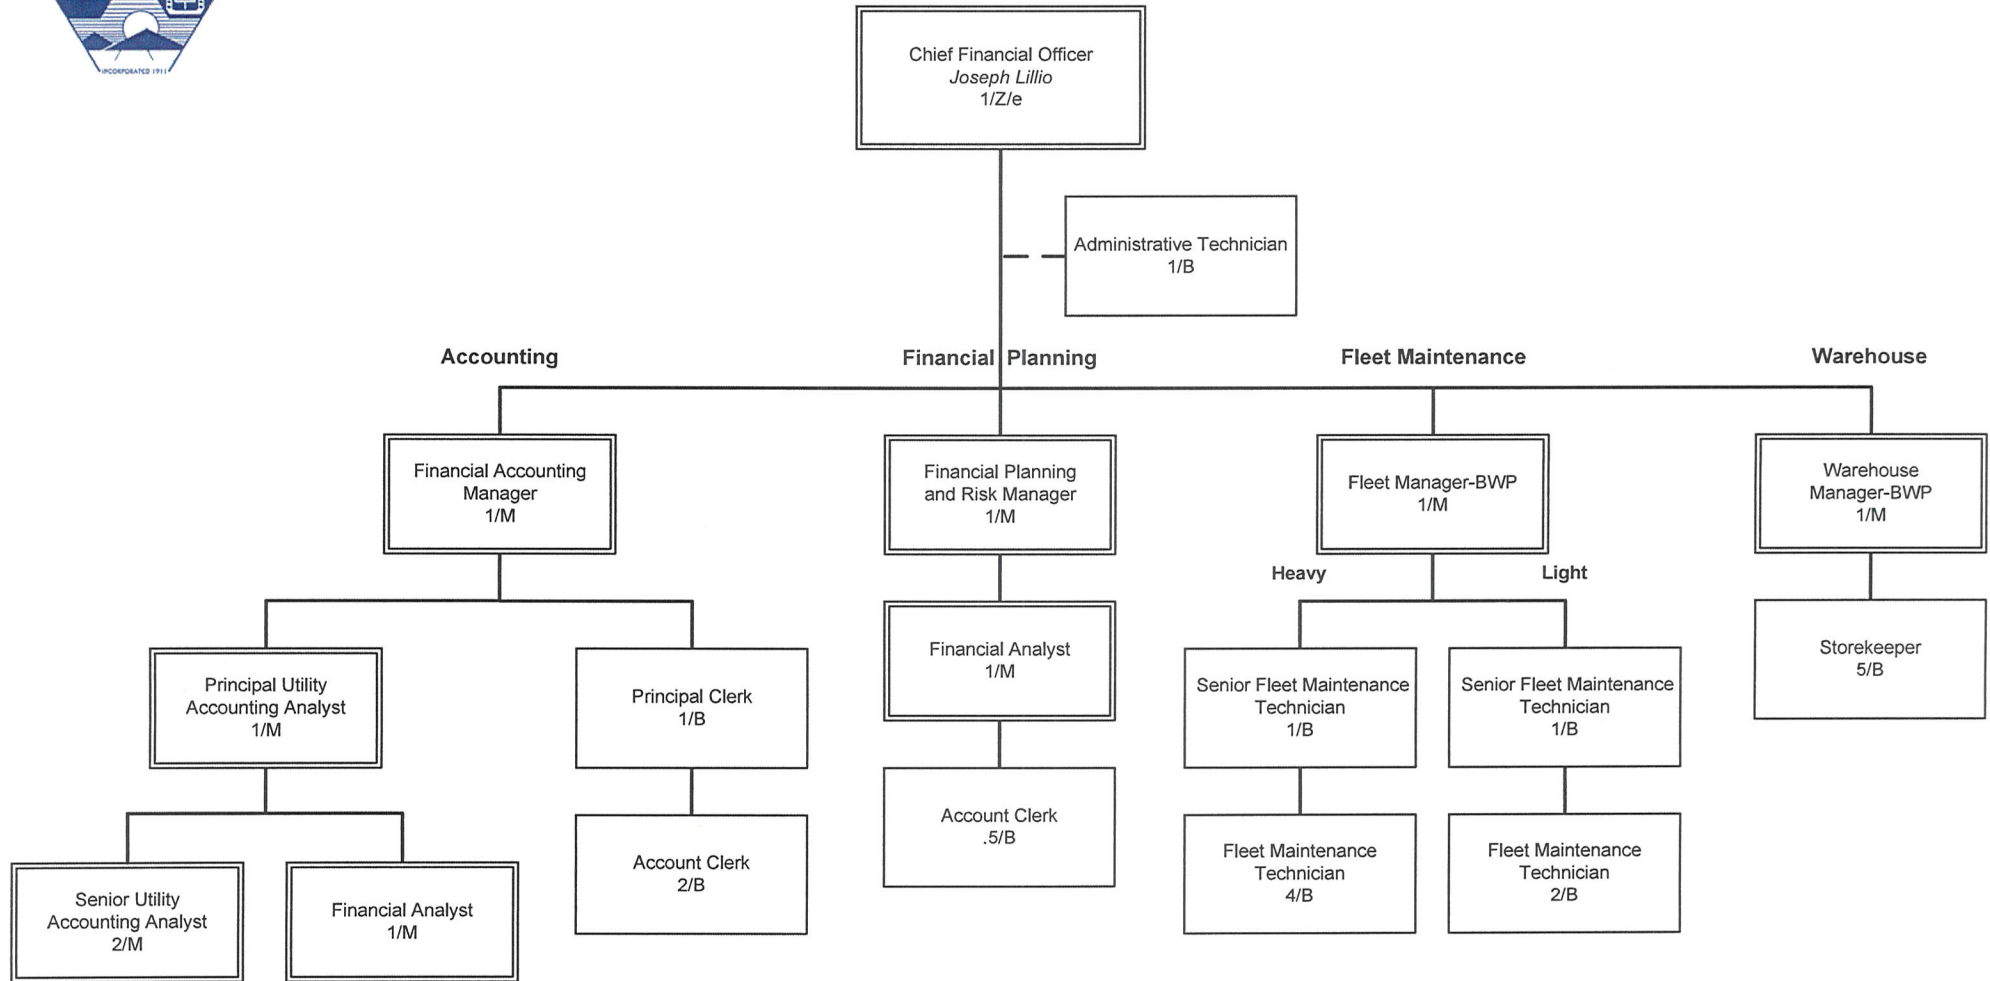 INCORPORATED 1911
Chief Financial Officer
Joseph Lillio
1/Z/e
Administrative Technician
1/B
Accounting
Financial Planning
Fleet Maintenance
Warehouse
Financial Accounting
Manager
1/M
Financial Planning
and Risk Manager
1/M
Fleet Manager-BWP
1/M
Warehouse
Manager-BWP
1/M
Heavy
Light
Principal Utility
Accounting Analyst
1/M
Principal Clerk
1/B
Financial Analyst
1/M
Senior Fleet Maintenance
Technician
1/B
Senior Fleet Maintenance
Technician
1/B
Storekeeper
5/B
Senior Utility
Accounting Analyst
2/M
Financial Analyst
1/M
Account Clerk
2/B
Account Clerk
.5/B
Fleet Maintenance
Technician
4/B
Fleet Maintenance
Technician
2/B